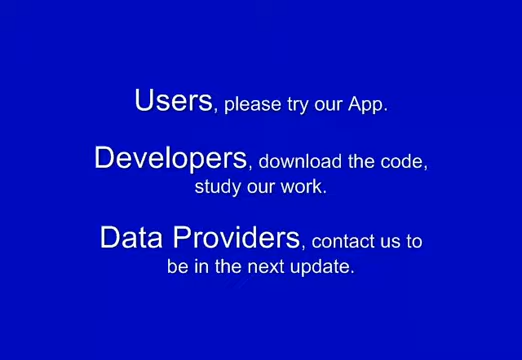 Users, please try our App.
Developers, download the code,
study our work.
Data Providers, contact us to
be in the next update.